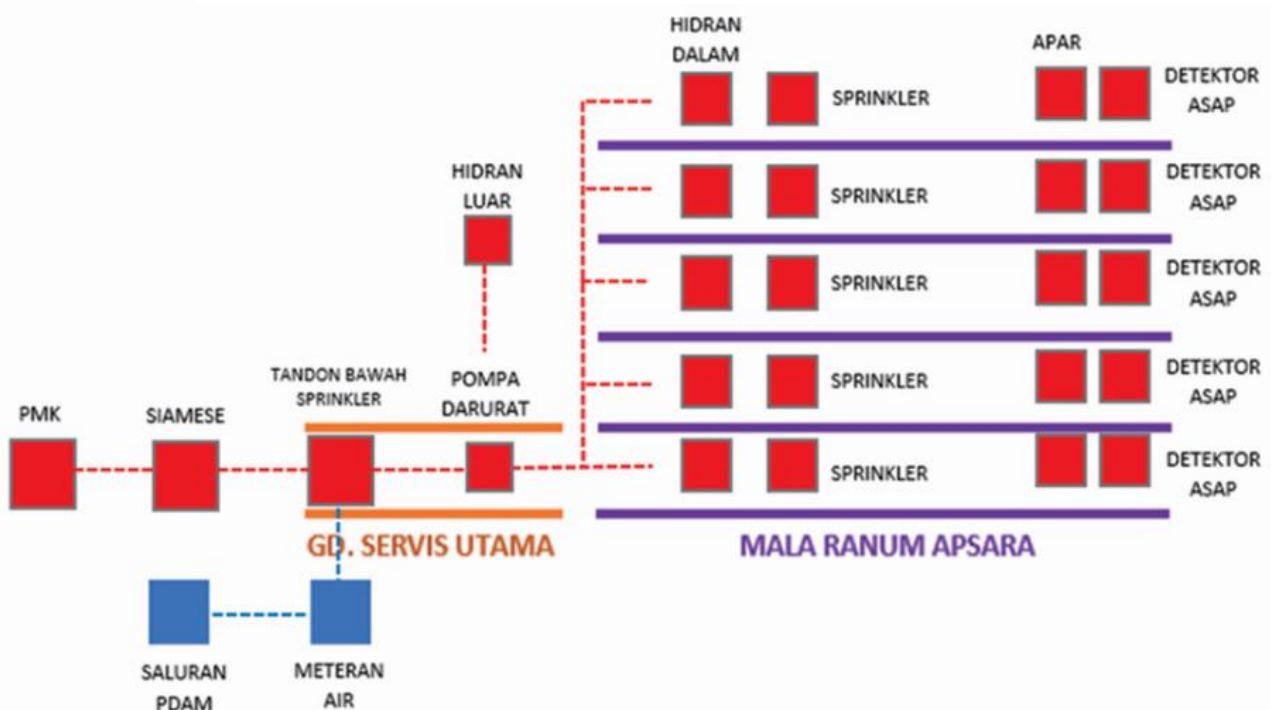 HIDRAN
DALAM
APAR
SPRINKLER
DETEKTOR
ASAP
HIDRAN
LUAR
SPRINKLER
DETEKTOR
ASAP
SPRINKLER
DETEKTOR
ASAP
TANDON BAWAH
SPRINKLER
POMPA
DARURAT
SPRINKLER
DETEKTOR
ASAP
PMK
SIAMESE
SPRINKLER
DETEKTOR
ASAP
GD. SERVIS UTAMA
MALA RANUM APSARA
SALURAN
PDAM
METERAN
AIR